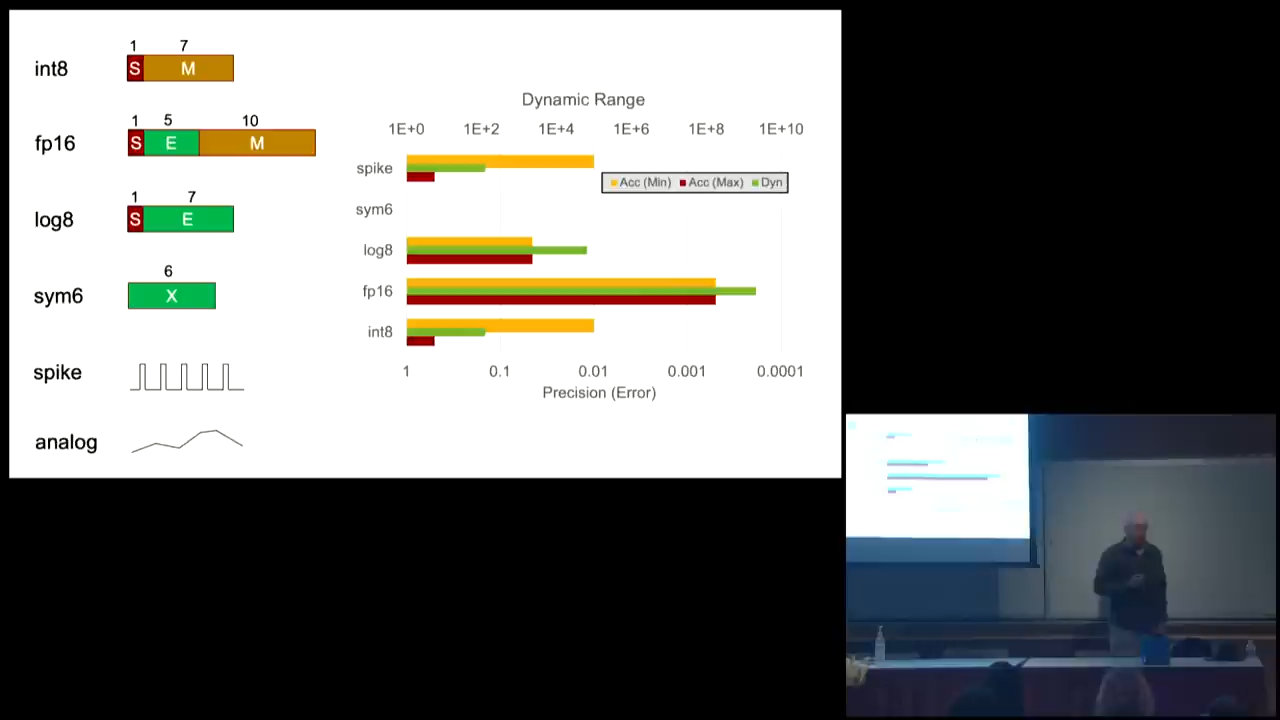 int8
1 7
S M
fp16
1 5 10
S E M
log8
1 7
S E
sym6
6
X
spike
analog
Dynamic Range
1E+0 1E+2 1E+4 1E+6 1E+8 1E+10
Acc (Min) Acc (Max) Dyn
spike
sym6
log8
fp16
int8
1 0.1 0.01 0.001 0.0001
Precision (Error)